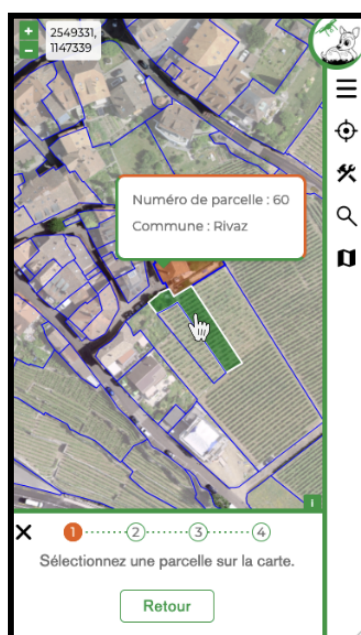 2549331,
1147339
Numéro de parcelle : 60
Commune : Rivaz
i
1
2
3
4
Sélectionnez une parcelle sur la carte.
Retour